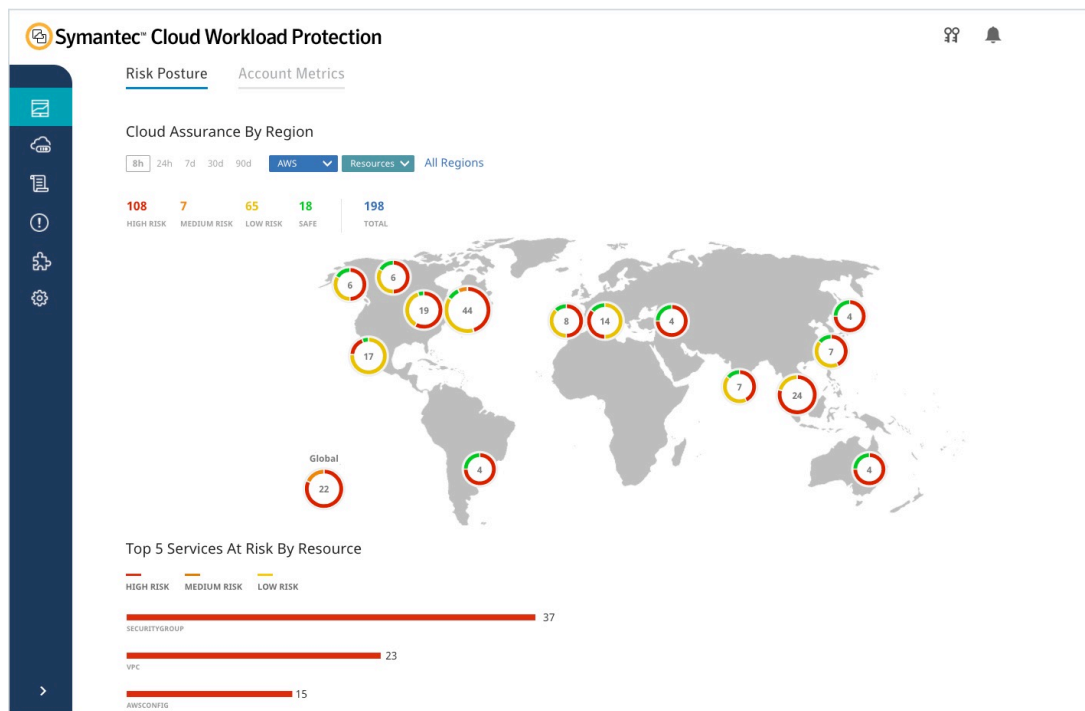 Symantec™ Cloud Workload Protection
Risk Posture Account Metrics
Cloud Assurance By Region
8h 24h 7d 30d 90d AWS Resources All Regions
108 7 65 18 198
HIGH RISK MEDIUM RISK LOW RISK SAFE TOTAL
6 6
19 44
8 14 4 4
17 7
7 24
Global
22 4 4
Top 5 Services At Risk By Resource
HIGH RISK MEDIUM RISK LOW RISK
37
SECURITYGROUP
23
VPC
15
AWSCONFIG